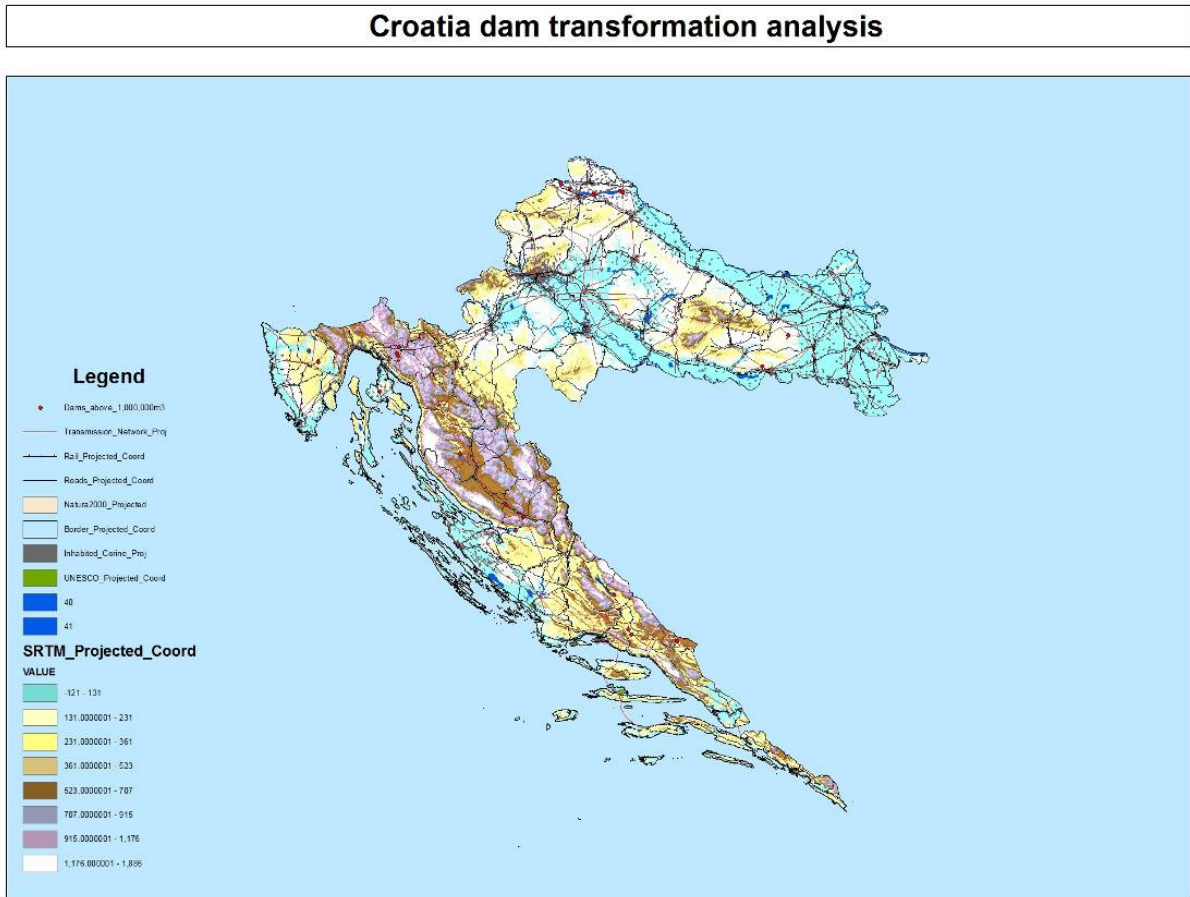 Croatia dam transformation analysis
Legend
Dams_above_1,000,000m3
Transmission_Network_Proj
Rail_Projected_Coord
Roads_Projected_Coord
Natura2000_Projected
Border_Projected_Coord
Inhabited_Corine_Proj
UNESCO_Projected_Coord
40
41
SRTM_Projected_Coord
VALUE
-121 - 131
131.0000001 - 231
231.0000001 - 361
361.0000001 - 523
523.0000001 - 707
707.0000001 - 915
915.0000001 - 1,176
1,176.000001 - 1,886